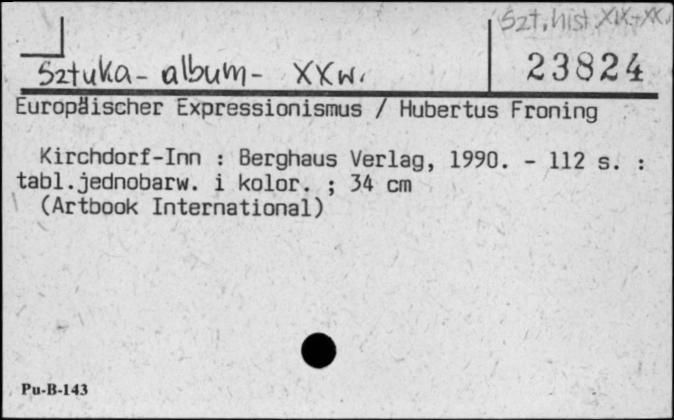 Szt. hist. XIX-XX.
Sztuka - album - XX w.
23824
Europäischer Expressionismus / Hubertus Froning
Kirchdorf-Inn : Berghaus Verlag, 1990. - 112 s. :
tabl.jednobarw. i kolor. ; 34 cm
(Artbook International)
Pu-B-143